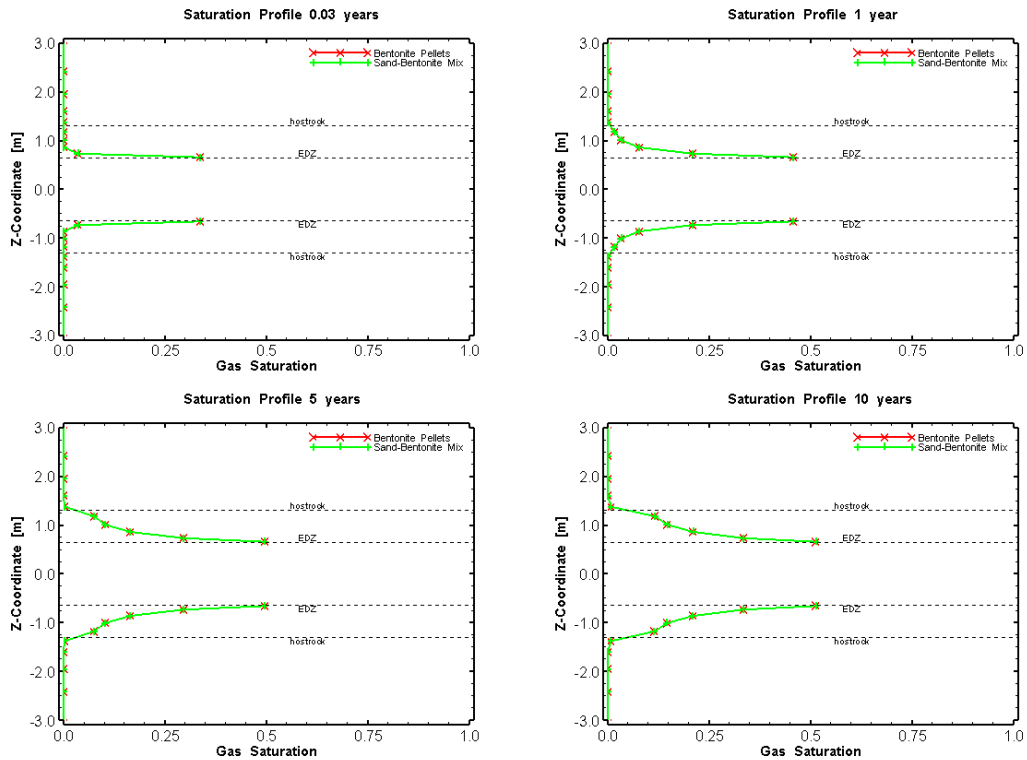 Saturation Profile 0.03 years
Z-Coordinate [m]
3.0
2.0
1.0
0.0
-1.0
-2.0
-3.0
Bentonite Pellets
Sand-Bentonite Mix
hostrock
EDZ
EDZ
hostrock
0.0 0.25 0.5 0.75 1.0
Gas Saturation
Saturation Profile 1 year
Z-Coordinate [m]
3.0
2.0
1.0
0.0
-1.0
-2.0
-3.0
Bentonite Pellets
Sand-Bentonite Mix
hostrock
EDZ
EDZ
hostrock
0.0 0.25 0.5 0.75 1.0
Gas Saturation
Saturation Profile 5 years
Z-Coordinate [m]
3.0
2.0
1.0
0.0
-1.0
-2.0
-3.0
Bentonite Pellets
Sand-Bentonite Mix
hostrock
EDZ
EDZ
hostrock
0.0 0.25 0.5 0.75 1.0
Gas Saturation
Saturation Profile 10 years
Z-Coordinate [m]
3.0
2.0
1.0
0.0
-1.0
-2.0
-3.0
Bentonite Pellets
Sand-Bentonite Mix
hostrock
EDZ
EDZ
hostrock
0.0 0.25 0.5 0.75 1.0
Gas Saturation